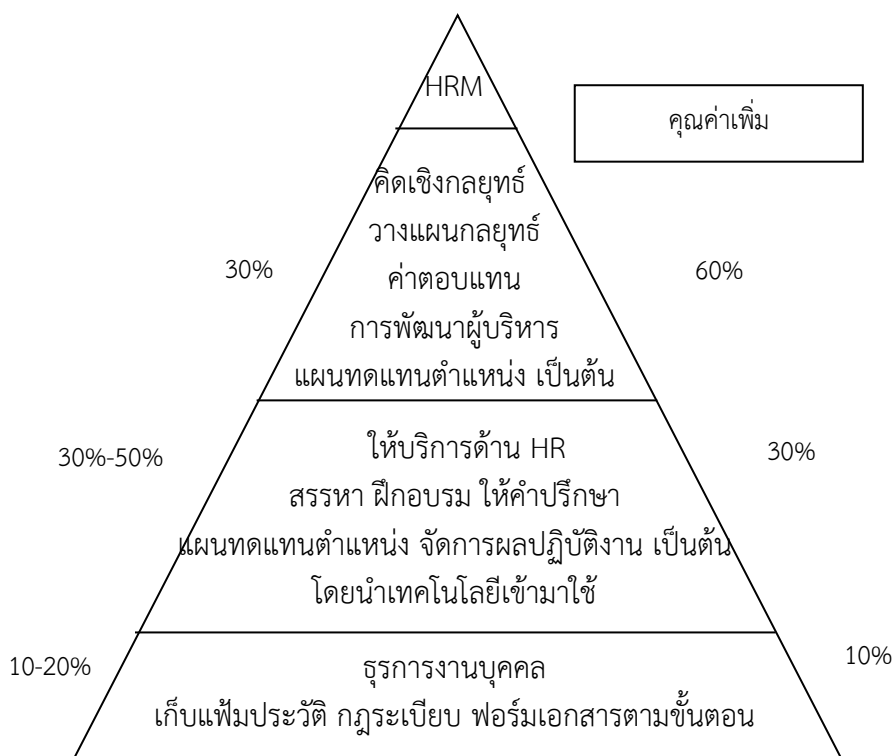 HRM
คุณค่าเพิ่ม
คิดเชิงกลยุทธ์
วางแผนกลยุทธ์
30%
ค่าตอบแทน
60%
การพัฒนาผู้บริหาร
แผนทดแทนตำแหน่ง เป็นต้น
30%-50%
ให้บริการด้าน HR
30%
สรรหา ฝึกอบรม ให้คำปรึกษา
แผนทดแทนตำแหน่ง จัดการผลปฏิบัติงาน เป็นต้น
โดยนำเทคโนโลยีเข้ามาใช้
10-20%
ธุรการงานบุคคล
10%
เก็บแฟ้มประวัติ กฎระเบียบ ฟอร์มเอกสารตามขั้นตอน